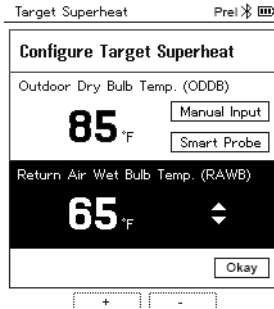 Target Superheat Prel
Configure Target Superheat
Outdoor Dry Bulb Temp. (ODDB)
85 °F
Manual Input
Smart Probe
Return Air Wet Bulb Temp. (RAWB)
65 °F
Okay
+ -